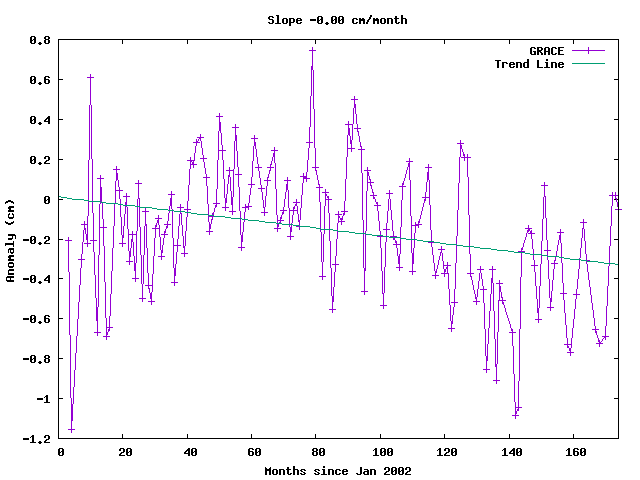 Slope -0.00 cm/month
GRACE
Trend Line
0.8
0.6
0.4
0.2
0
-0.2
-0.4
-0.6
-0.8
-1
-1.2
Anomaly (cm)
0 20 40 60 80 100 120 140 160
Months since Jan 2002